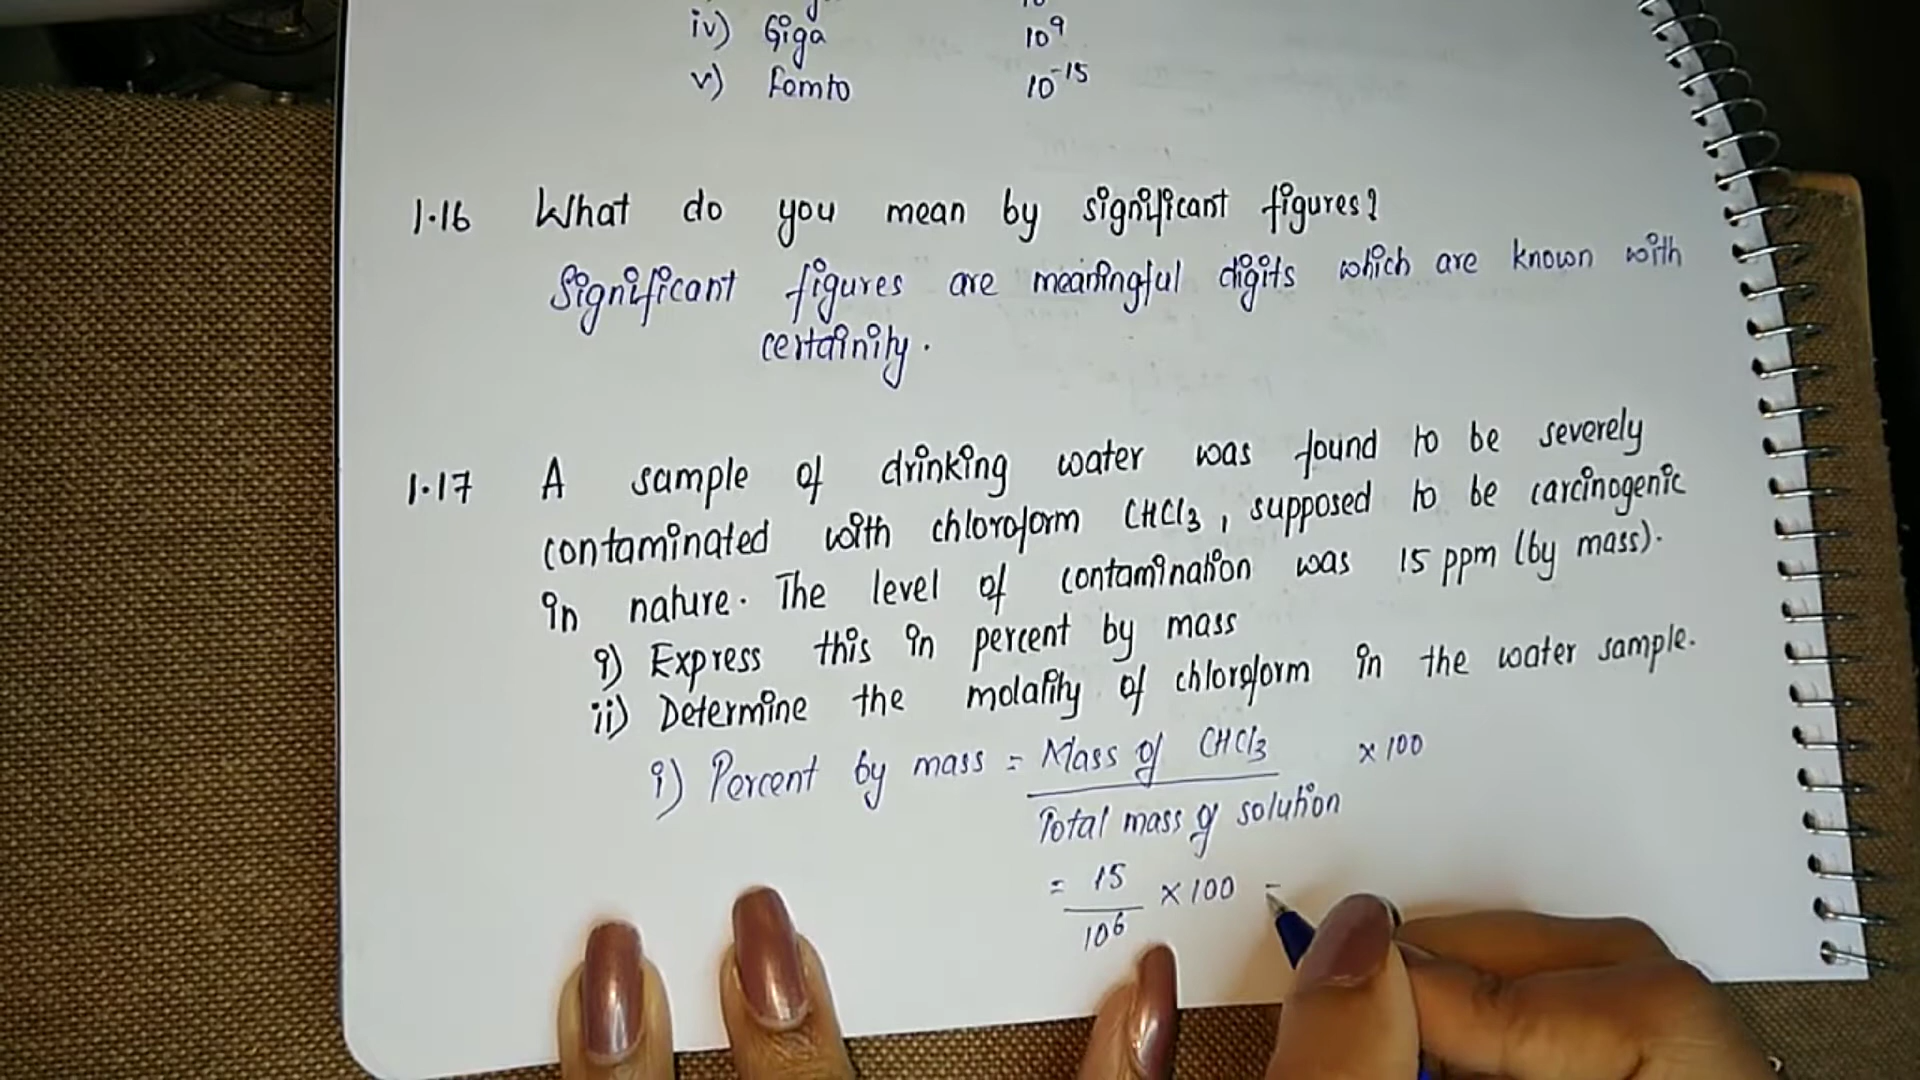 iv) Giga 10⁹
v) femto 10⁻¹⁵
1.16 What do you mean by significant figures?
Significant figures are meaningful digits which are known with
certainity.
1.17 A sample of drinking water was found to be severely
contaminated with chloroform CHCl₃, supposed to be carcinogenic
in nature. The level of contamination was 15 ppm (by mass).
i) Express this in percent by mass
ii) Determine the molality of chloroform in the water sample.
i) Percent by mass = Mass of CHCl₃ × 100
Total mass of solution
= 15 × 100 =
10⁶